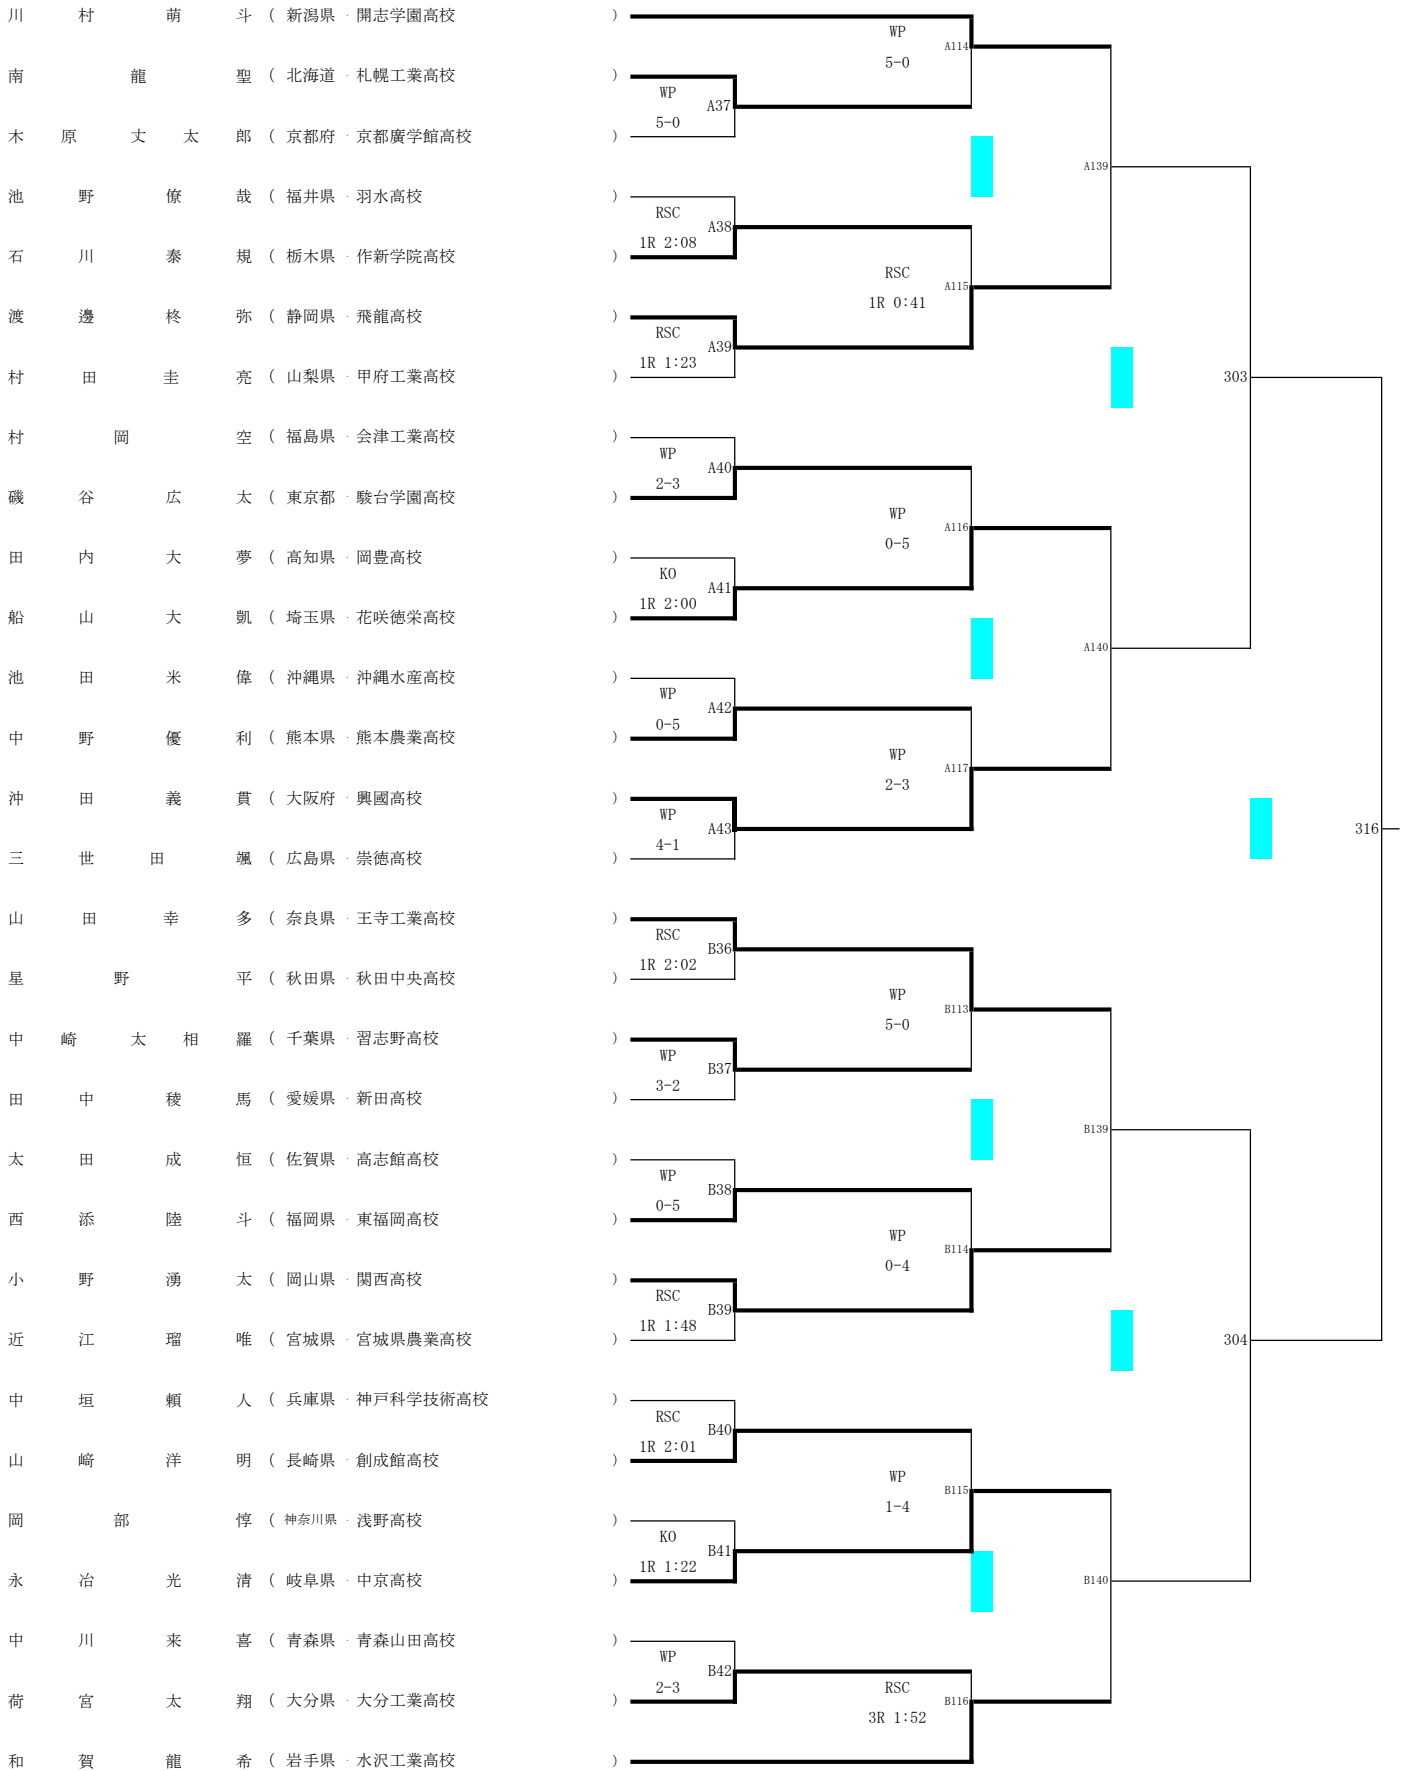 川村萌斗 ( 新潟県 · 開志学園高校 )
WP
A114
5-0
南龍聖 ( 北海道 · 札幌工業高校 )
WP
A37
5-0
木原丈太郎 ( 京都府 · 京都廣学館高校 )
A139
池野僚哉 ( 福井県 · 羽水高校 )
RSC
A38
1R 2:08
石川泰規 ( 栃木県 · 作新学院高校 )
RSC
A115
1R 0:41
渡邊柊弥 ( 静岡県 · 飛龍高校 )
RSC
A39
1R 1:23
村田圭亮 ( 山梨県 · 甲府工業高校 )
303
村岡空 ( 福島県 · 会津工業高校 )
WP
A40
2-3
磯谷広太 ( 東京都 · 駿台学園高校 )
WP
A116
0-5
田内大夢 ( 高知県 · 岡豊高校 )
KO
A41
1R 2:00
船山大凱 ( 埼玉県 · 花咲徳栄高校 )
A140
池田米偉 ( 沖縄県 · 沖縄水産高校 )
WP
A42
0-5
中野優利 ( 熊本県 · 熊本農業高校 )
WP
A117
2-3
沖田義貫 ( 大阪府 · 興國高校 )
WP
A43
4-1
316
三世田颯 ( 広島県 · 崇徳高校 )
山田幸多 ( 奈良県 · 王寺工業高校 )
RSC
B36
1R 2:02
星野平 ( 秋田県 · 秋田中央高校 )
WP
B113
5-0
中崎太相羅 ( 千葉県 · 習志野高校 )
WP
B37
3-2
田中稜馬 ( 愛媛県 · 新田高校 )
B139
太田成恒 ( 佐賀県 · 高志館高校 )
WP
B38
0-5
西添陸斗 ( 福岡県 · 東福岡高校 )
WP
B114
0-4
小野湧太 ( 岡山県 · 関西高校 )
RSC
B39
1R 1:48
近江瑠唯 ( 宮城県 · 宮城県農業高校 )
304
中垣頼人 ( 兵庫県 · 神戸科学技術高校 )
RSC
B40
1R 2:01
山﨑洋明 ( 長崎県 · 創成館高校 )
WP
B115
1-4
岡部惇 ( 神奈川県 · 浅野高校 )
KO
B41
1R 1:22
永冶光清 ( 岐阜県 · 中京高校 )
B140
中川来喜 ( 青森県 · 青森山田高校 )
WP
B42
2-3
荷宮太翔 ( 大分県 · 大分工業高校 )
RSC
B116
3R 1:52
和賀龍希 ( 岩手県 · 水沢工業高校 )